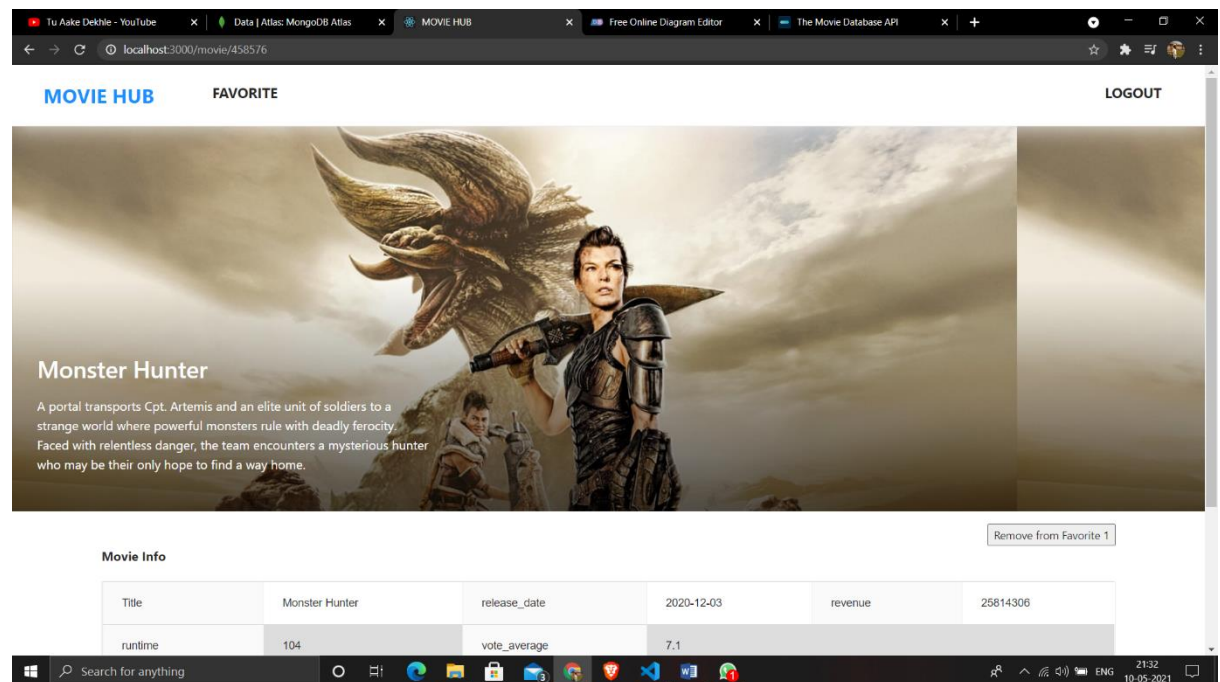 Tu Aake Dekhle - YouTube
Data | Atlas: MongoDB Atlas
MOVIE HUB
Free Online Diagram Editor
The Movie Database API
localhost:3000/movie/458576
MOVIE HUB
FAVORITE
LOGOUT
Monster Hunter
A portal transports Cpt. Artemis and an elite unit of soldiers to a
strange world where powerful monsters rule with deadly ferocity.
Faced with relentless danger, the team encounters a mysterious hunter
who may be their only hope to find a way home.
Remove from Favorite 1
Movie Info
Title Monster Hunter release_date 2020-12-03 revenue 25814306
runtime 104 vote_average 7.1
Search for anything
3
1
ENG
21:32
10-05-2021